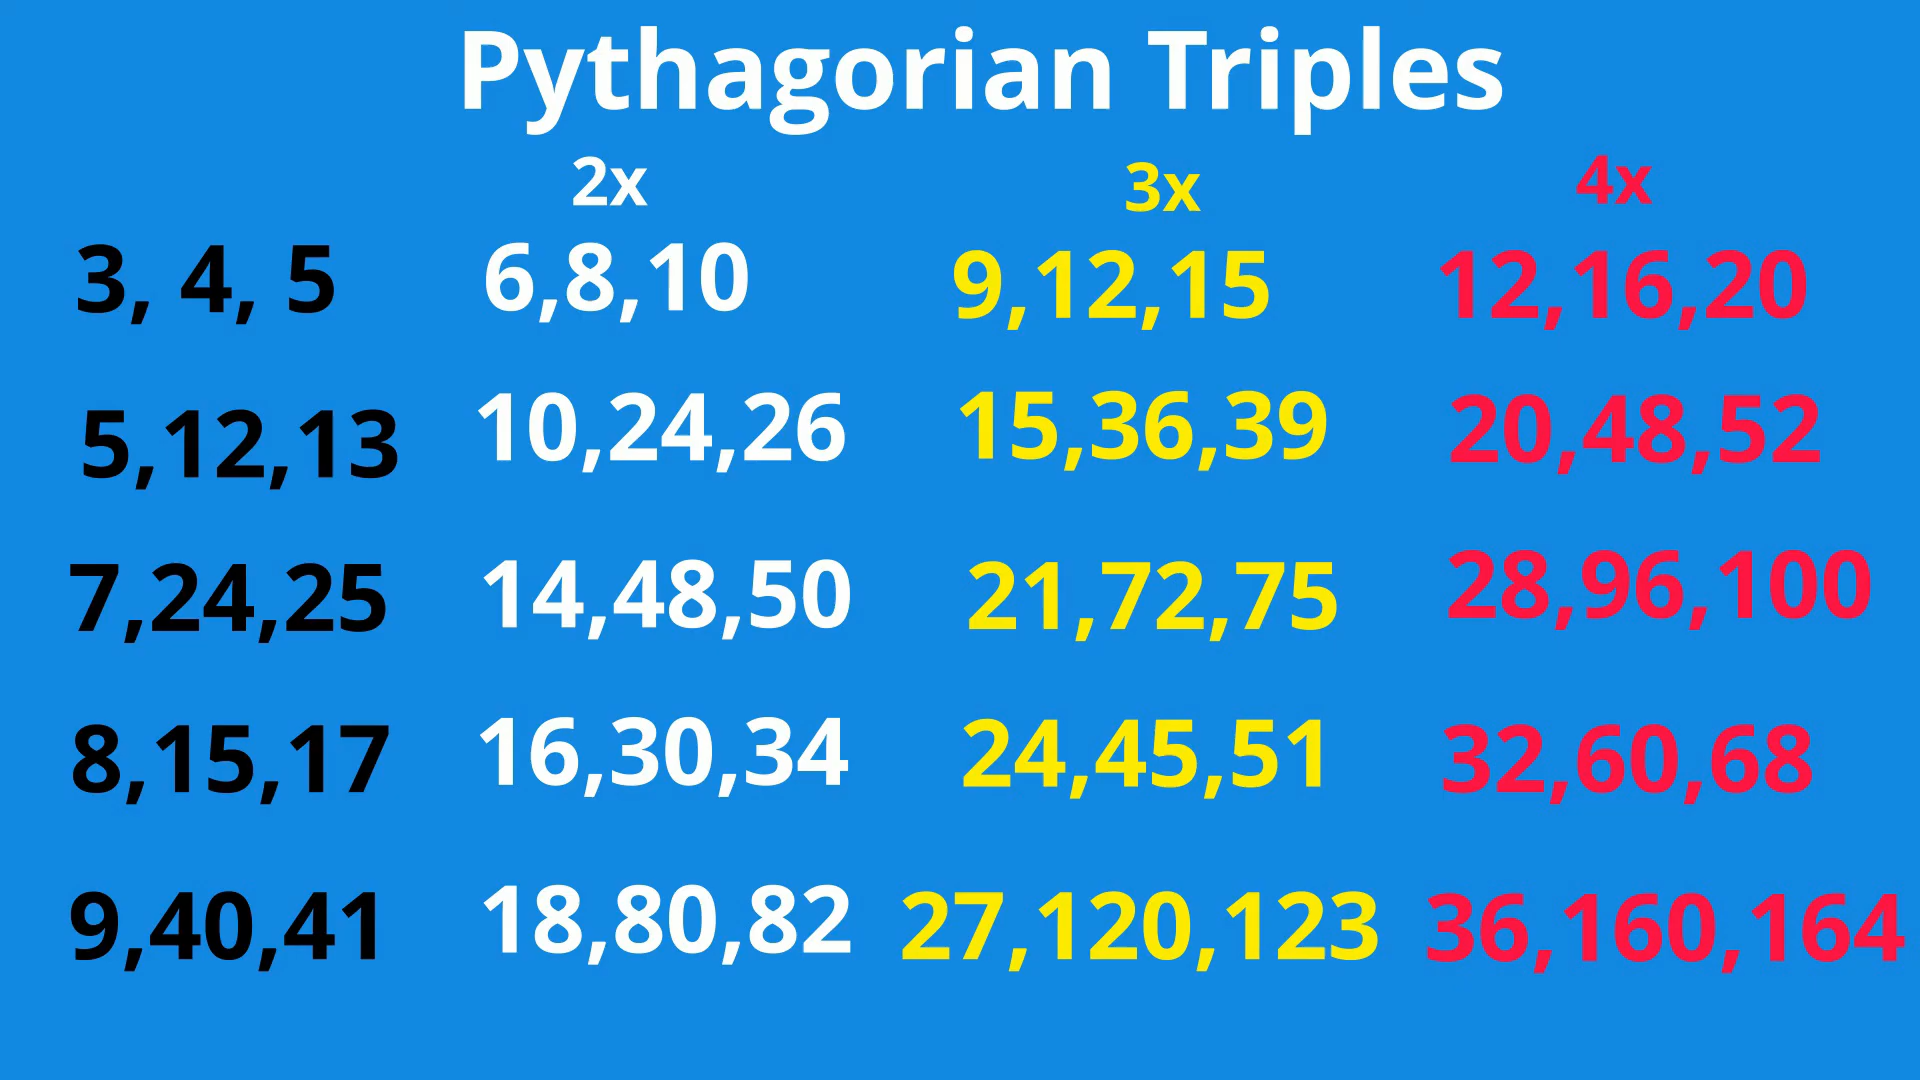 Pythagorian Triples
2x 3x 4x
3, 4, 5 6,8,10 9,12,15 12,16,20
5,12,13 10,24,26 15,36,39 20,48,52
7,24,25 14,48,50 21,72,75 28,96,100
8,15,17 16,30,34 24,45,51 32,60,68
9,40,41 18,80,82 27,120,123 36,160,164